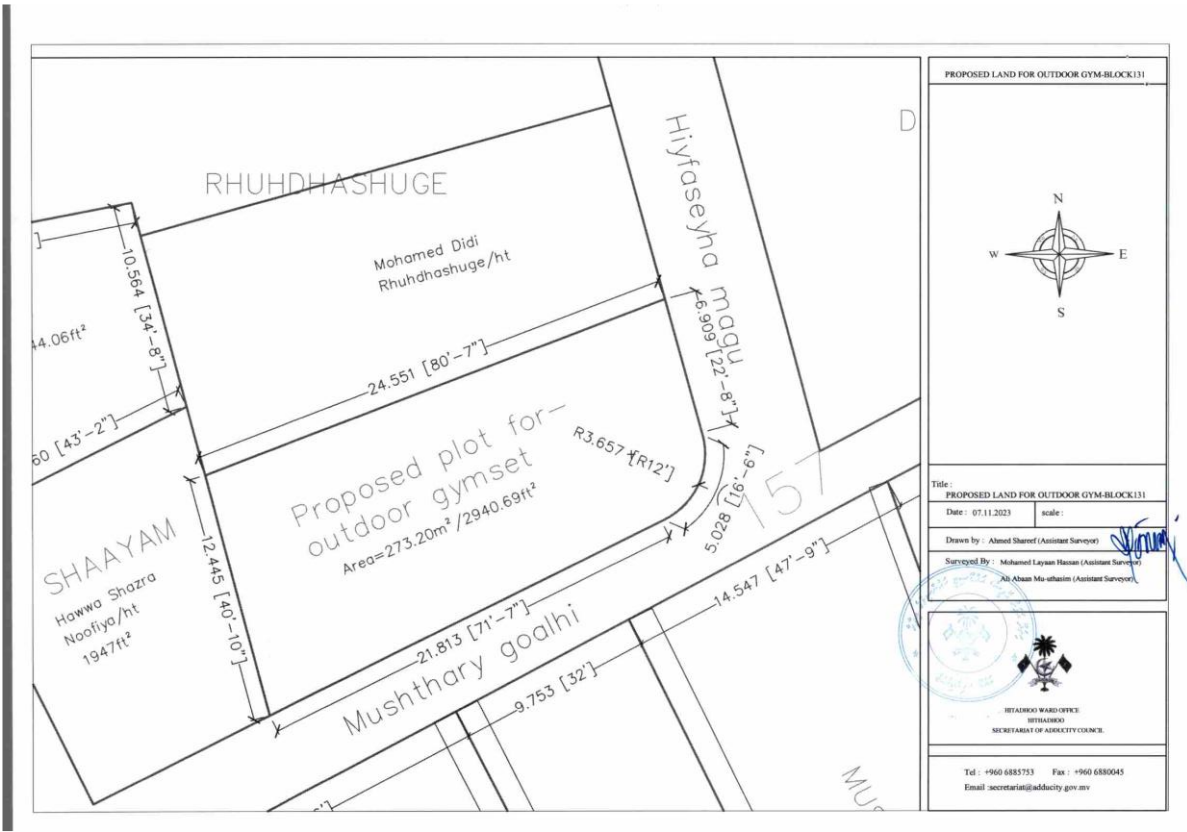 RHUHDHASHUGE
Mohamed Didi
Rhuhdhashuge/ht
Hiyfaseyha magu
D
10.564 [34'-8"]
44.06ft²
60 [43'-2"]
24.551 [80'-7"]
6.909 [22'-8"]
R3.657 [R12']
5.028 [16'-6"]
157
Proposed plot for
outdoor gymset
Area=273.20m²/2940.69ft²
SHAAYAM
Hawwa Shazra
Noofiya/ht
1947ft²
12.445 [40'-10"]
21.813 [71'-7"]
Mushthary goalhi
14.547 [47'-9"]
9.753 [32']
MUS
PROPOSED LAND FOR OUTDOOR GYM-BLOCK131
N
W
E
S
Title :
PROPOSED LAND FOR OUTDOOR GYM-BLOCK131
Date : 07.11.2023
scale :
Drawn by : Ahmed Shareef (Assistant Surveyor)
Surveyed By : Mohamed Layaan Hassan (Assistant Surveyor)
Ali Abaan Mu-uthasim (Assistant Surveyor)
HITADHOO WARD OFFICE
HITHADHOO
SECRETARIAT OF ADDUCITY COUNCIL
Tel : +960 6885753 Fax : +960 6880045
Email :secretariat@adducity.gov.mv